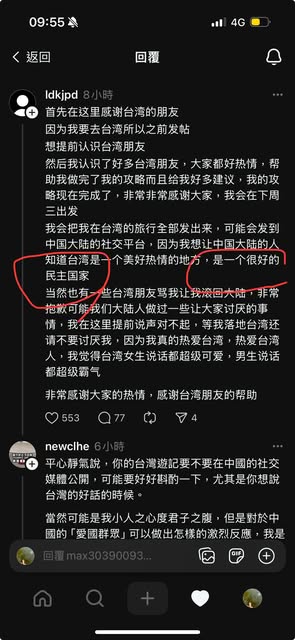 09:55
4G
返回
回覆
ldkjpd 8小時
首先在这里感谢台湾的朋友
因为我要去台湾所以之前发帖
想提前认识台湾朋友
然后我认识了好多台湾朋友，大家都好热情，帮
助我做完了我的攻略而且给我好多建议，我的攻
略现在完成了，非常非常感谢大家，我会在下周
三出发
我会把我在台湾的旅行全部发出来，可能会发到
中国大陆的社交平台，因为我想让中国大陆的人
知道台湾是一个美好热情的地方，是一个很好的
民主国家
当然也有一些台湾朋友骂我让我滚回大陆，非常
抱歉可能我们大陆人做过一些让大家讨厌的事
情，我在这里提前说声对不起，等我落地台湾还
请不要讨厌我，因为我真的热爱台湾，热爱台湾
人，我觉得台湾女生说话都超级可爱，男生说话
都超级霸气
非常感谢大家的热情，感谢台湾朋友的帮助
553 77 4
newclhe 6小時
平心靜氣說，你的台灣遊記要不要在中國的社交
媒體公開，可能要好好斟酌一下，尤其是你想說
台灣的好話的時候。
當然可能是我小人之心度君子之腹，但是對於中
國的「愛國群眾」可以做出怎樣的激烈反應，我是
回覆 max30390093...
GIF